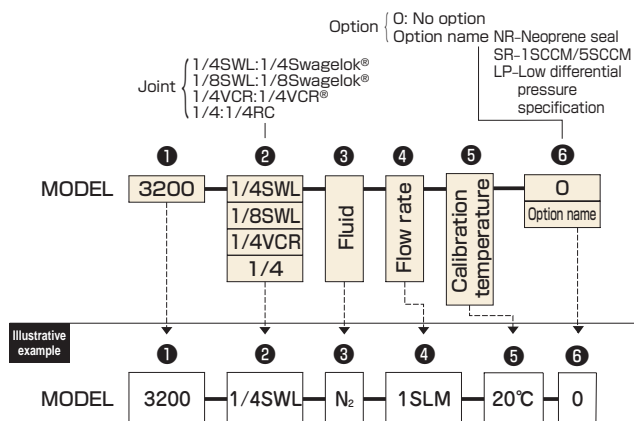 Option
0: No option
Option name
NR–Neoprene seal
SR–1SCCM/5SCCM
LP–Low differential
pressure
specification
Joint
1/4SWL:1/4Swagelok®
1/8SWL:1/8Swagelok®
1/4VCR:1/4VCR®
1/4:1/4RC
❶ ❷ ❸ ❹ ❺ ❻
MODEL 3200 1/4SWL Fluid Flow rate Calibration temperature 0
1/8SWL Option name
1/4VCR
1/4
Illustrative
example
❶ ❷ ❸ ❹ ❺ ❻
MODEL 3200 1/4SWL N₂ 1SLM 20℃ 0